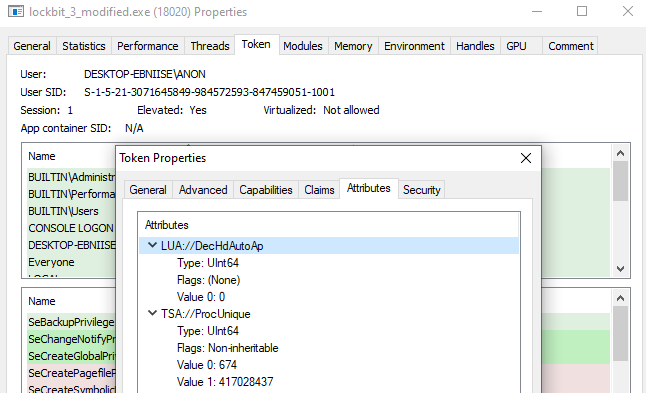 lockbit_3_modified.exe (18020) Properties
General Statistics Performance Threads Token Modules Memory Environment Handles GPU Comment
User: DESKTOP-EBNIISE\ANON
User SID: S-1-5-21-3071645849-984572593-847459051-1001
Session: 1 Elevated: Yes Virtualized: Not allowed
App container SID: N/A
Name
BUILTIN\Administr
BUILTIN\Performa
BUILTIN\Users
CONSOLE LOGON
DESKTOP-EBNIISE
Everyone
Name
SeBackupPrivilege
SeChangeNotifyPr
SeCreateGlobalPri
SeCreatePagefileP
SeCreateSymbolic
Token Properties
General Advanced Capabilities Claims Attributes Security
Attributes
LUA://DecHdAutoAp
Type: UInt64
Flags: (None)
Value 0: 0
TSA://ProcUnique
Type: UInt64
Flags: Non-inheritable
Value 0: 674
Value 1: 417028437